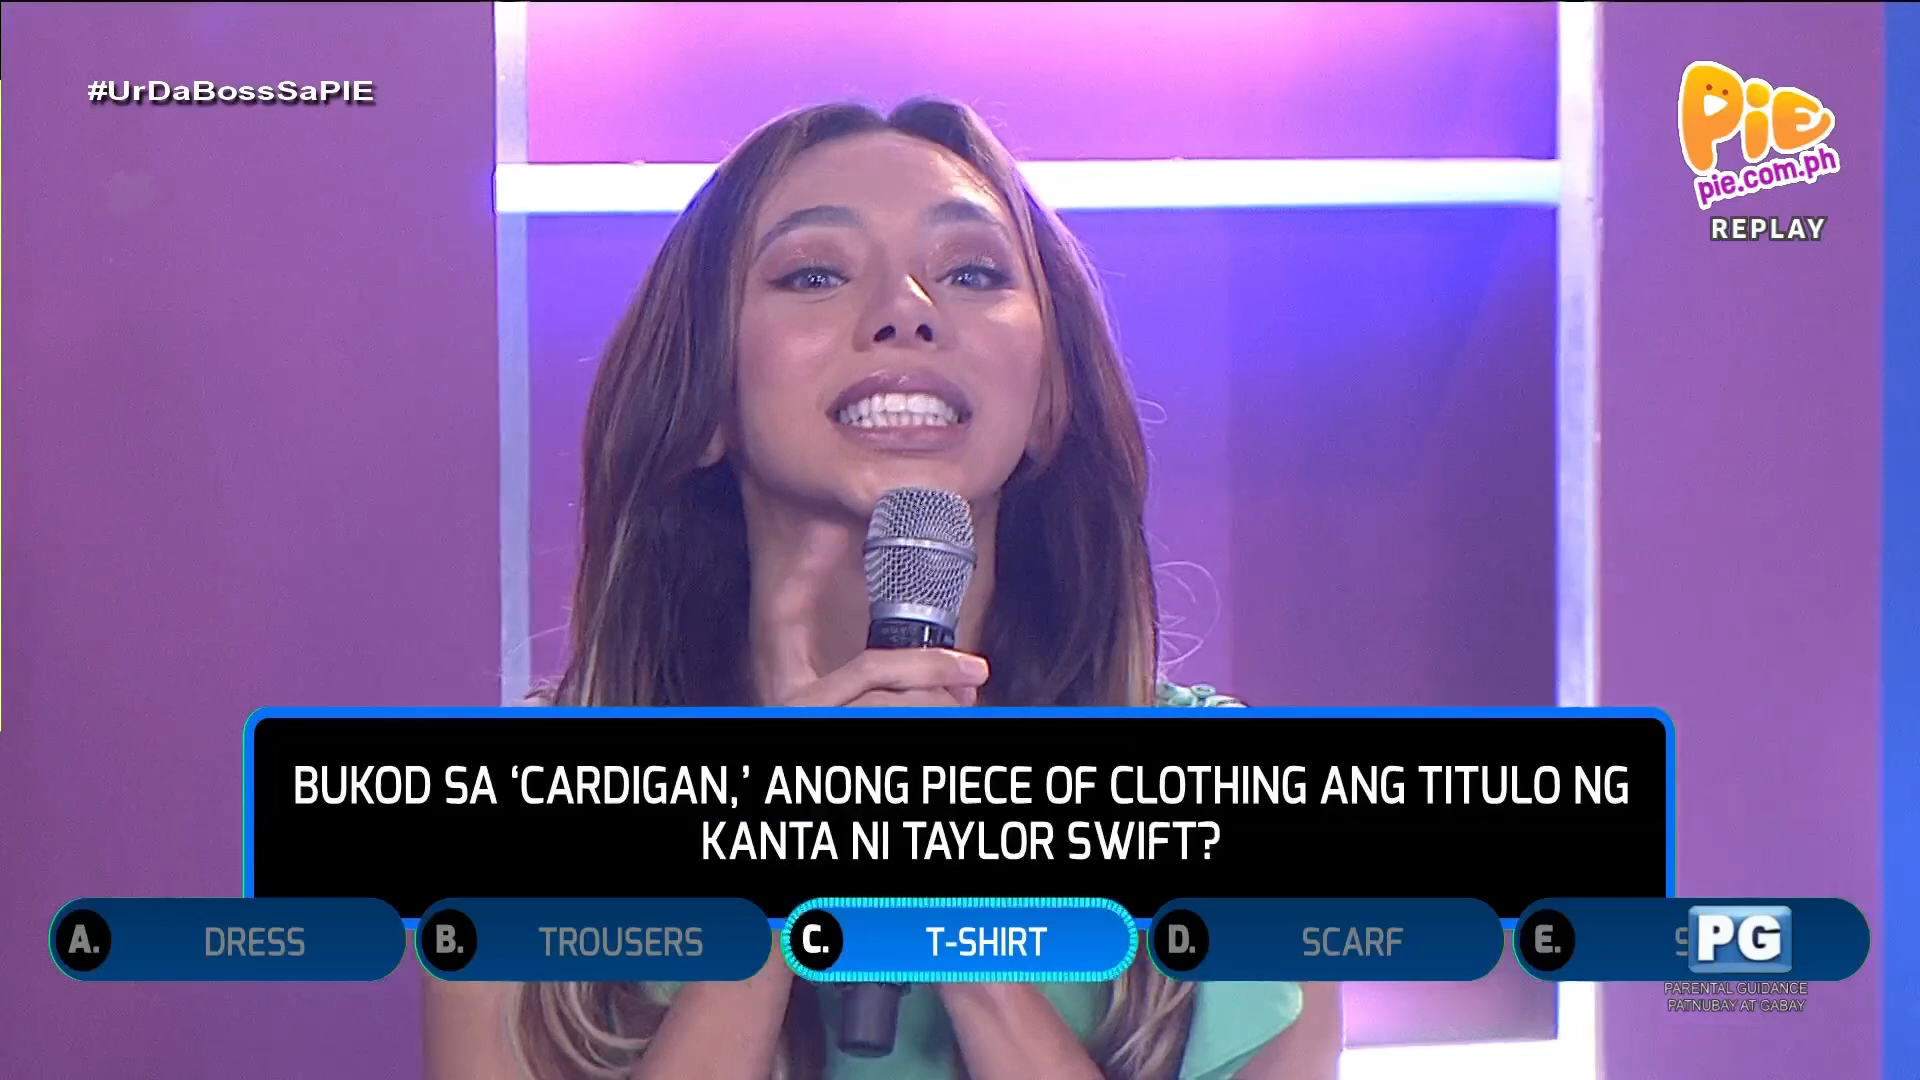 #UrDaBossSaPIE
PiE
pie.com.ph
REPLAY
BUKOD SA ‘CARDIGAN,’ ANONG PIECE OF CLOTHING ANG TITULO NG
KANTA NI TAYLOR SWIFT?
A. DRESS
B. TROUSERS
C. T-SHIRT
D. SCARF
E.
PG
PARENTAL GUIDANCE
PATNUBAY AT GABAY